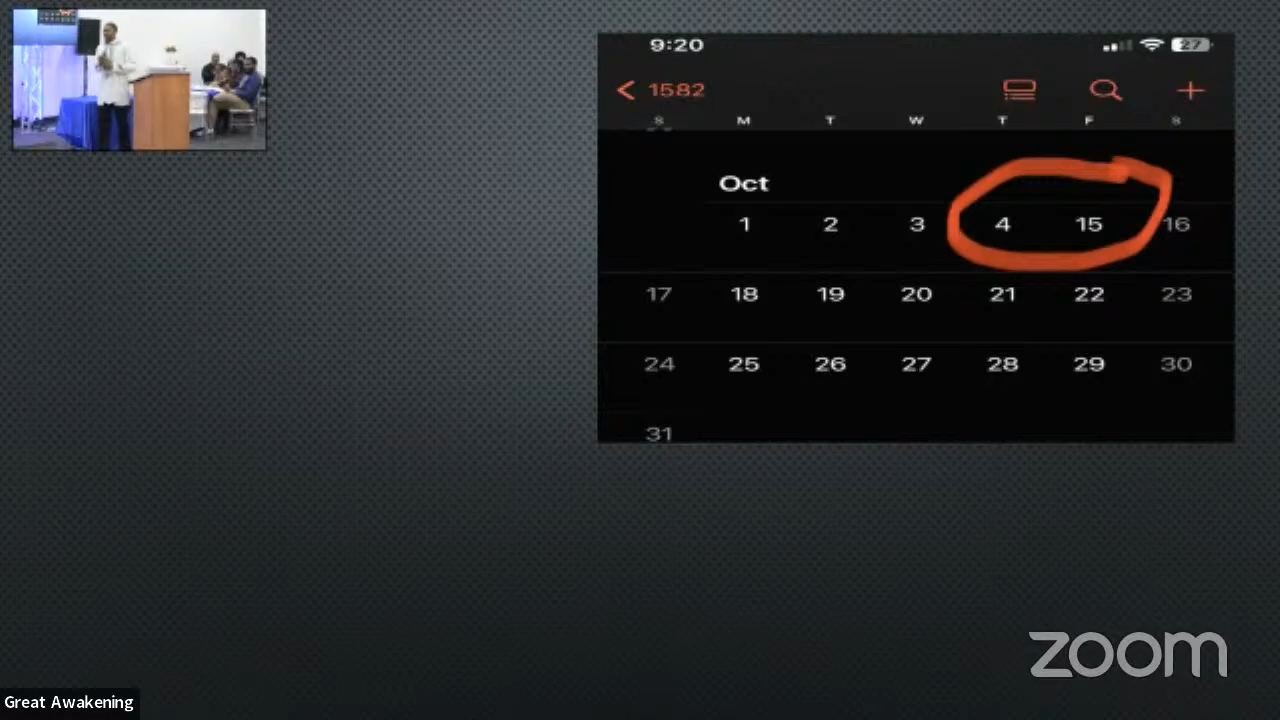 9:20
27
1582
S M T W T F S
Oct
1 2 3 4 15 16
17 18 19 20 21 22 23
24 25 26 27 28 29 30
31
zoom
Great Awakening